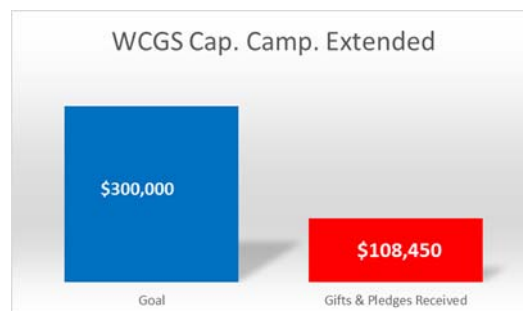 WCGS Cap. Camp. Extended
$300,000
$108,450
Goal
Gifts & Pledges Received